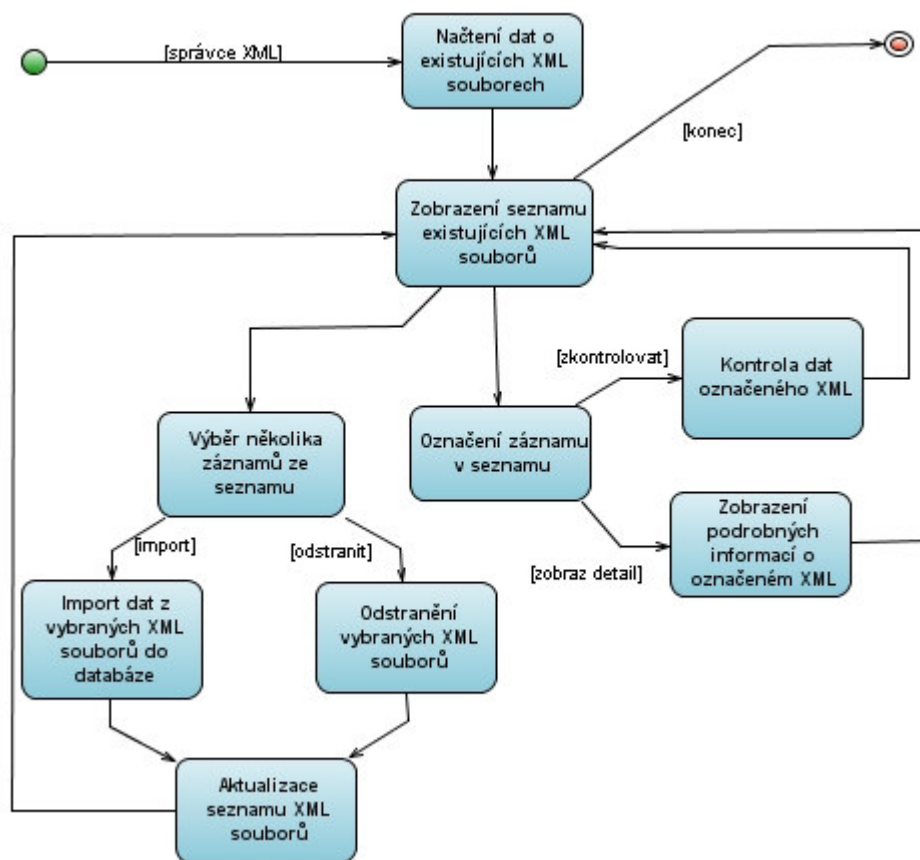 [správce XML]
Načtení dat o
existujících XML
souborech
[konec]
Zobrazení seznamu
existujících XML
souborů
[zkontrolovat]
Kontrola dat
označeného XML
Výběr několika
záznamů ze
seznamu
Označení záznamu
v seznamu
Zobrazení
podrobných
informací o
označeném XML
[import]
[odstranit]
[zobraz detail]
Import dat z
vybraných XML
souborů do
databáze
Odstranění
vybraných XML
souborů
Aktualizace
seznamu XML
souborů